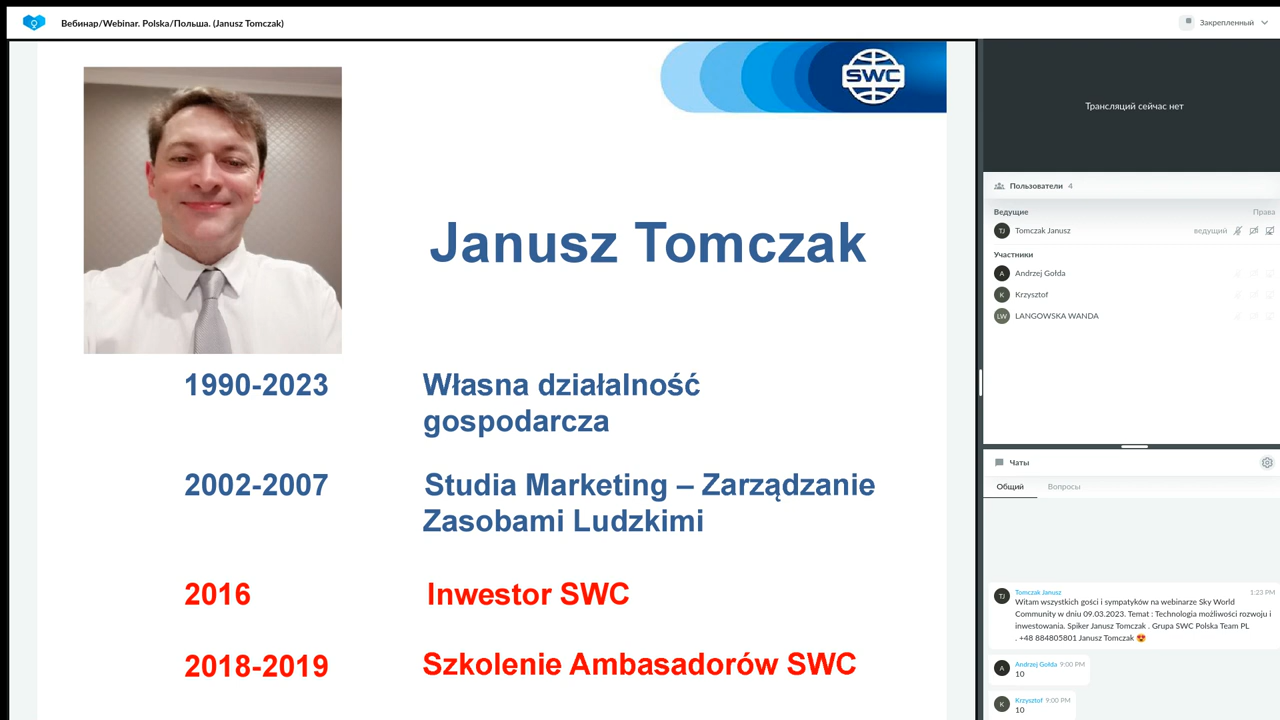 Вебинар/Webinar. Polska/Польша. (Janusz Tomczak)
Закрепленный
SWC
Janusz Tomczak
1990-2023
Własna działalność
gospodarcza
2002-2007
Studia Marketing – Zarządzanie
Zasobami Ludzkimi
2016
Inwestor SWC
2018-2019
Szkolenie Ambasadorów SWC
Трансляций сейчас нет
Пользователи 4
Ведущие
Права
TJ
Tomczak Janusz
ведущий
Участники
A
Andrzej Gołda
K
Krzysztof
LW
LANGOWSKA WANDA
Чаты
Общий
Вопросы
TJ
Tomczak Janusz
1:23 PM
Witam wszystkich gości i sympatyków na webinarze Sky World
Community w dniu 09.03.2023. Temat : Technologia możliwości rozwoju i
inwestowania. Spiker Janusz Tomczak . Grupa SWC Polska Team PL
. +48 884805801 Janusz Tomczak 😍
A
Andrzej Gołda 9:00 PM
10
K
Krzysztof 9:00 PM
10